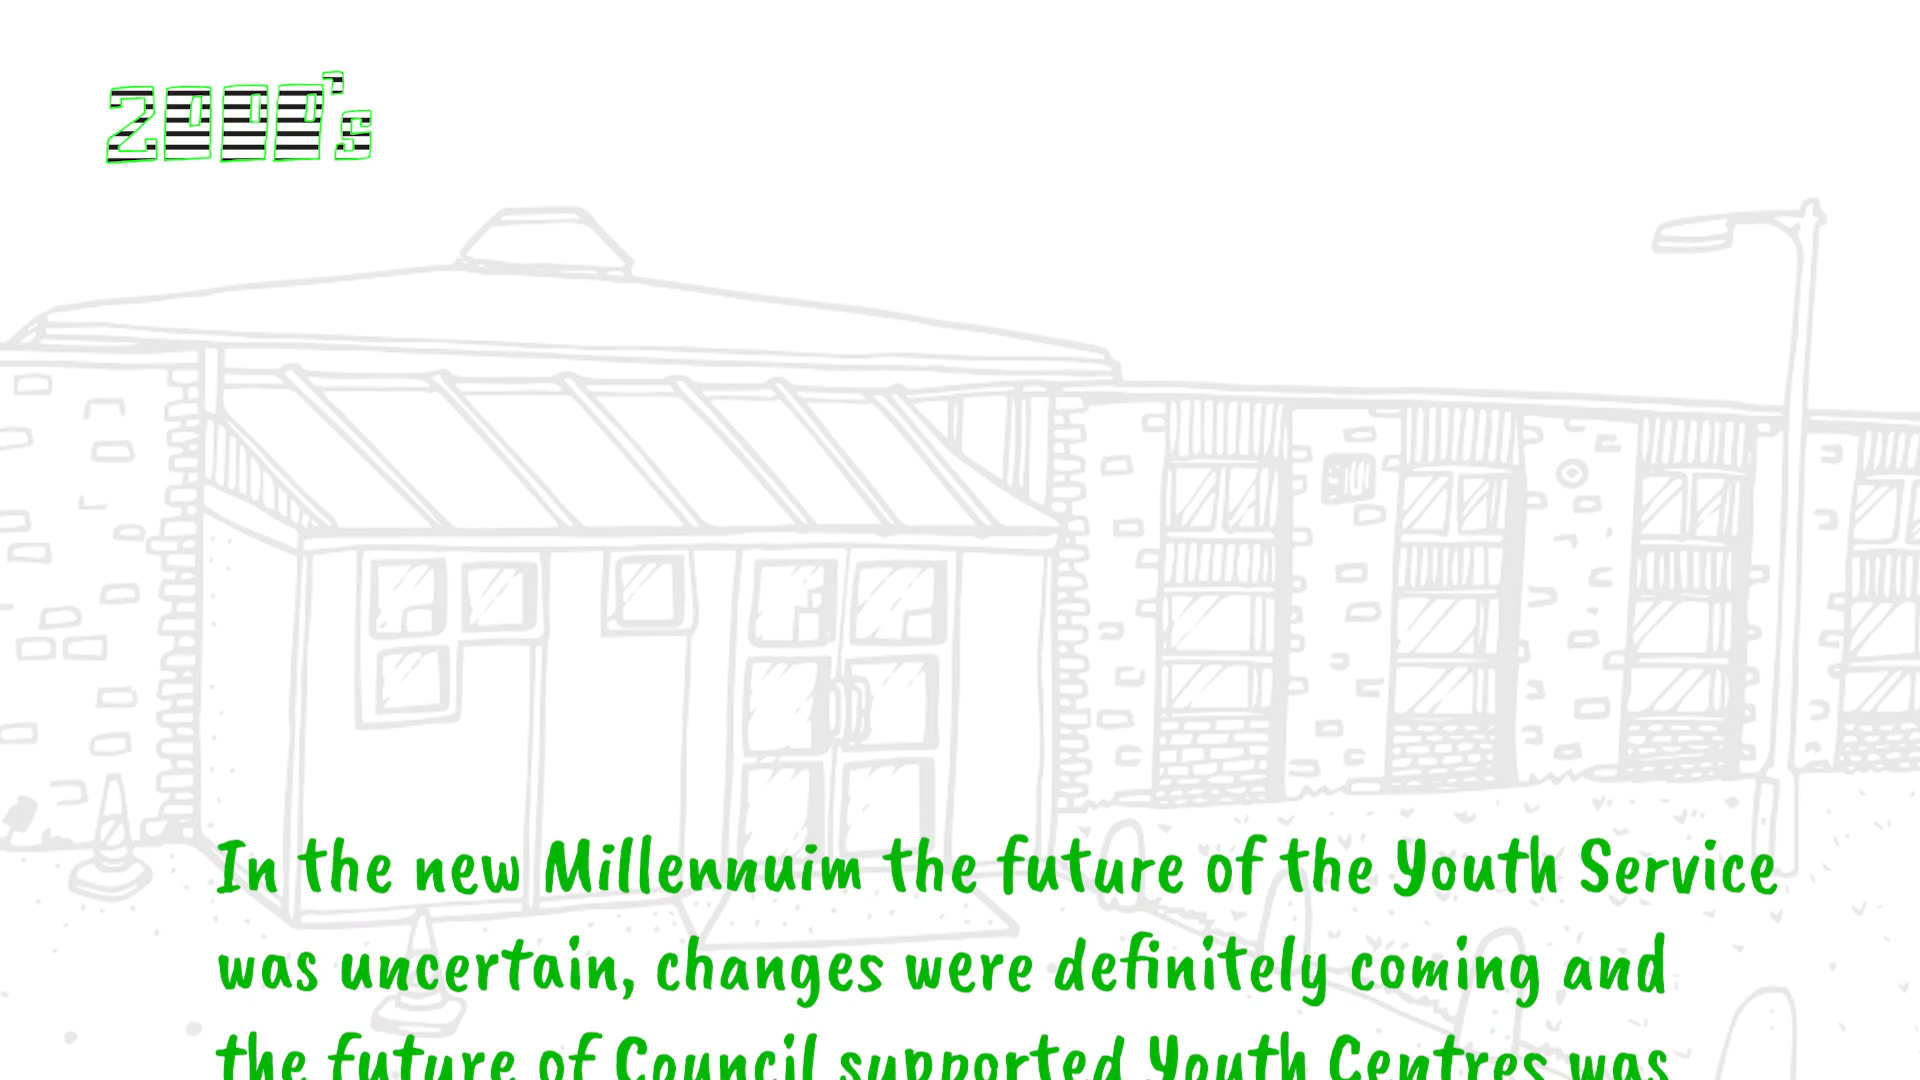 2000's
In the new Millennuim the future of the Youth Service
was uncertain, changes were definitely coming and
the future of Council supported Youth Centres was